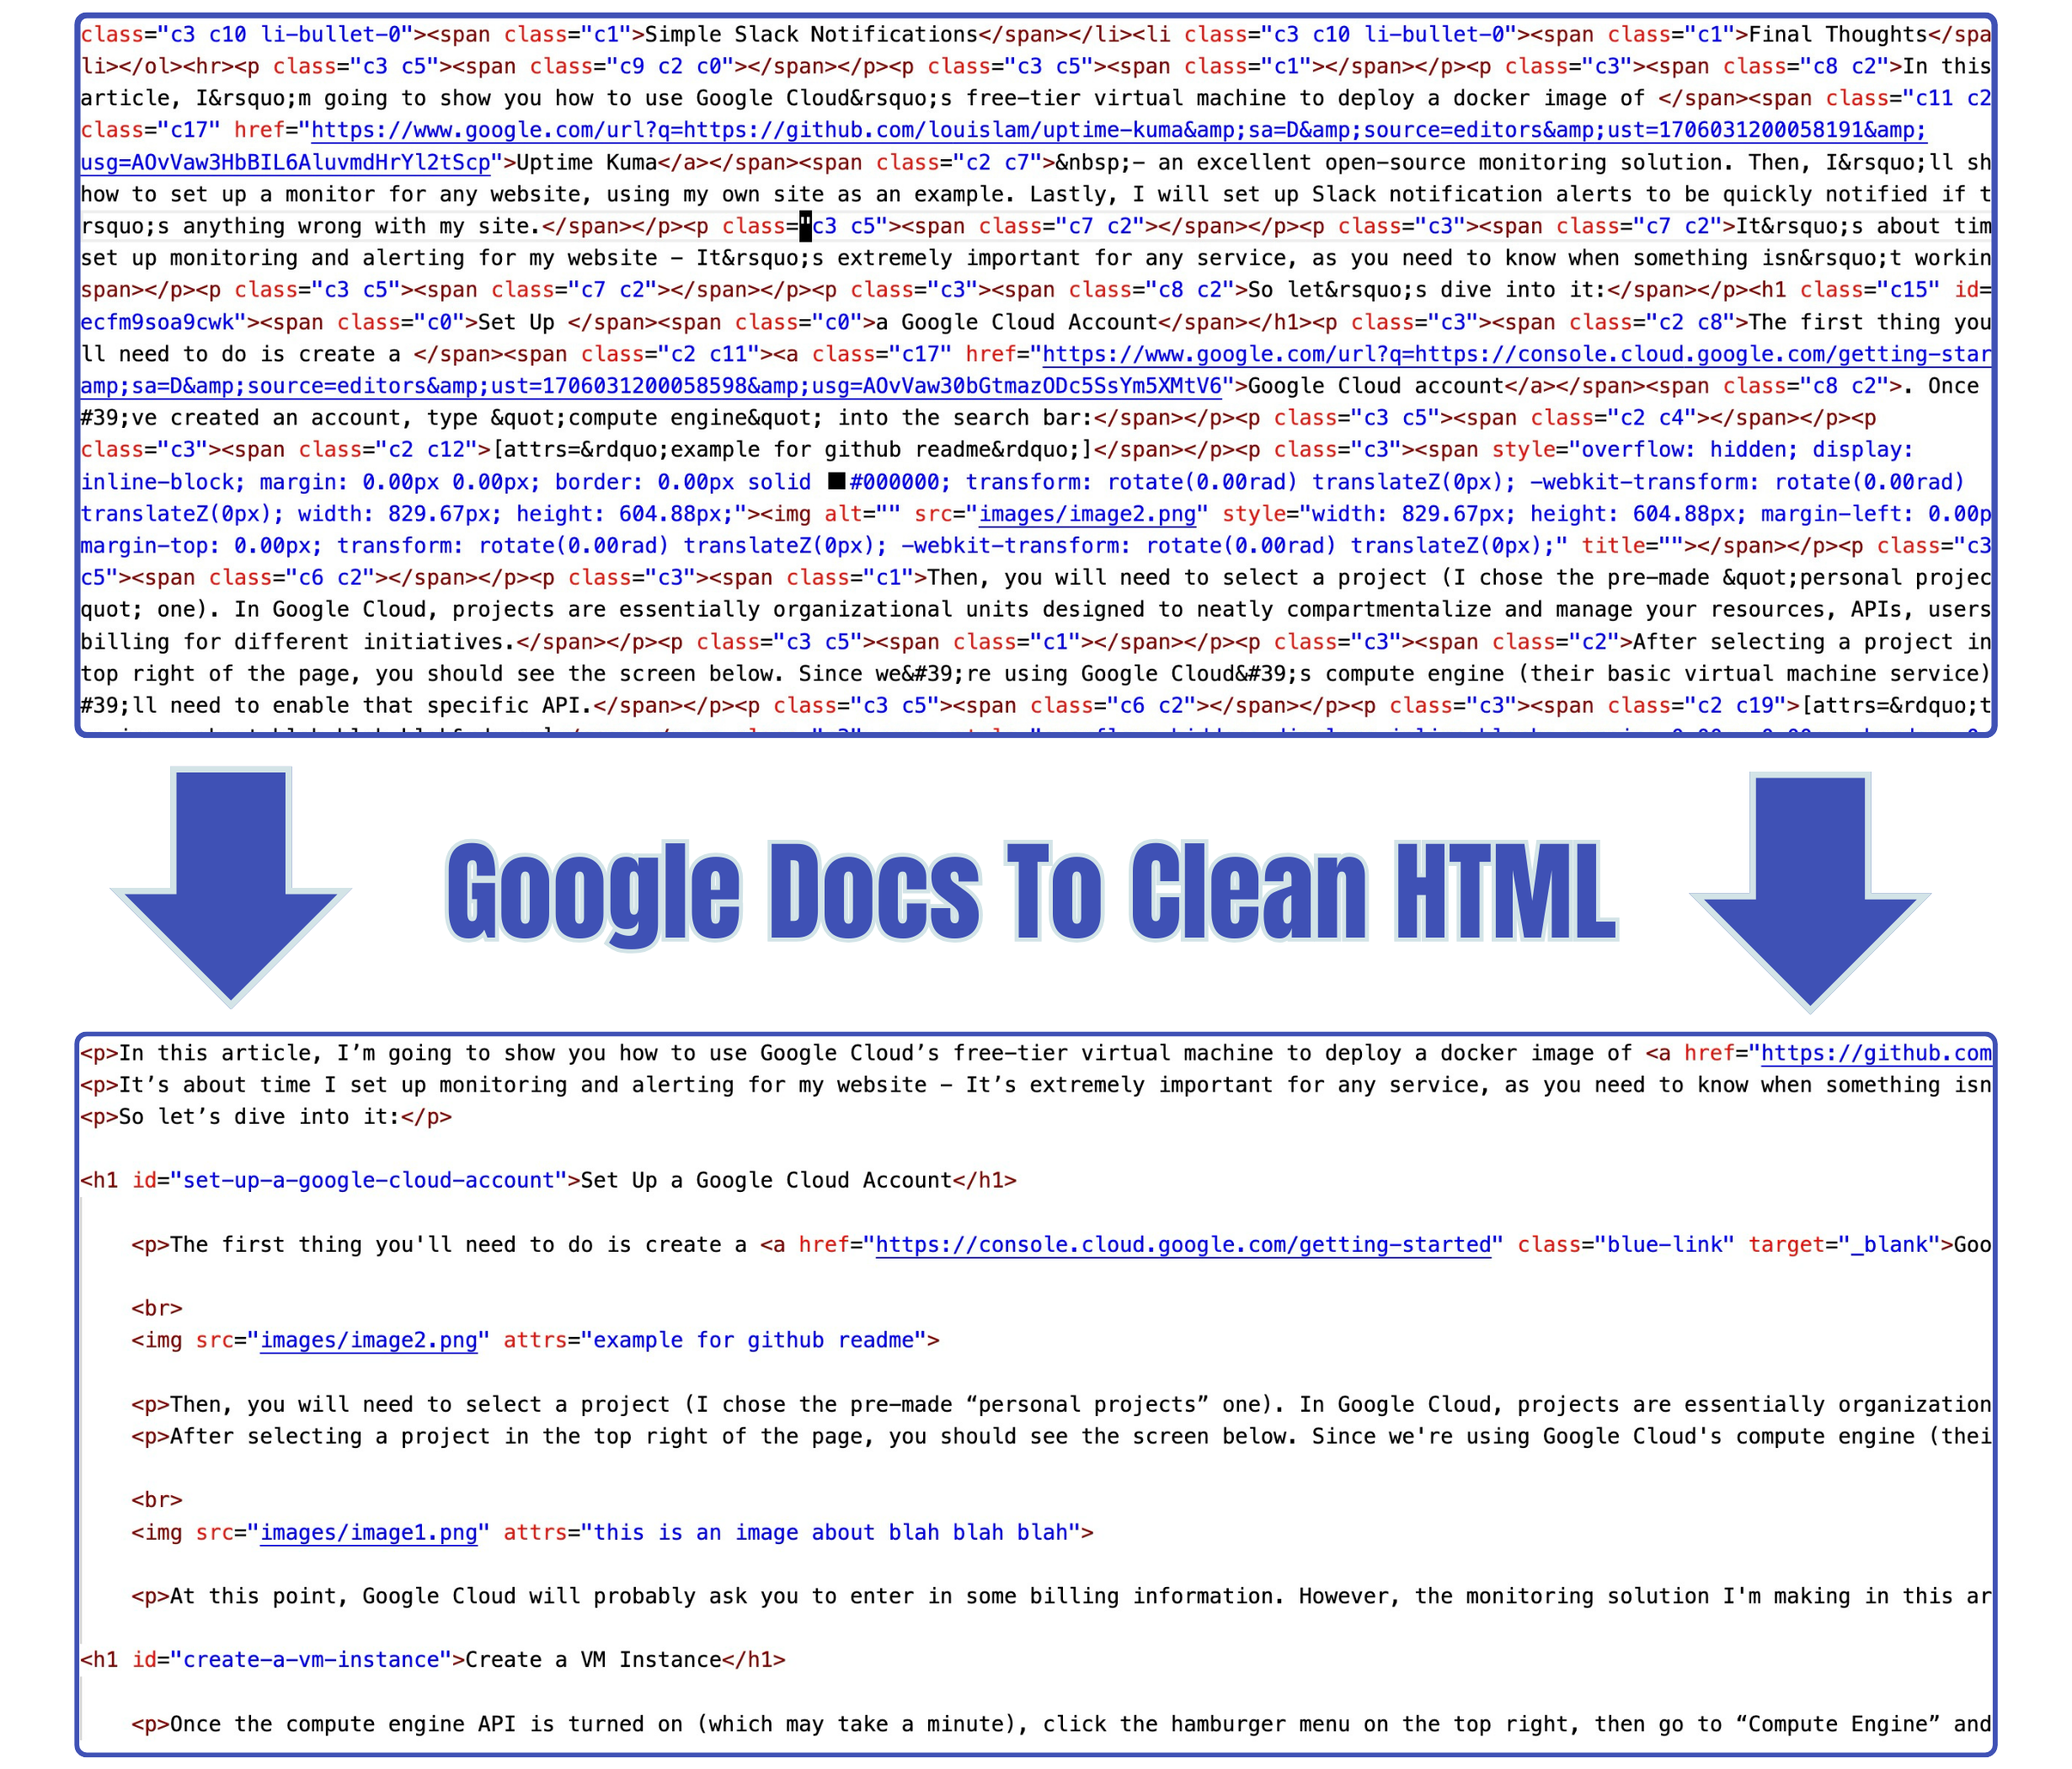 class="c3 c10 li-bullet-0"><span class="c1">Simple Slack Notifications</span></li><li class="c3 c10 li-bullet-0"><span class="c1">Final Thoughts</spa
li></ol><hr><p class="c3 c5"><span class="c9 c2 c0"></span></p><p class="c3 c5"><span class="c1"></span></p><p class="c3"><span class="c8 c2">In this
article, I&rsquo;m going to show you how to use Google Cloud&rsquo;s free-tier virtual machine to deploy a docker image of </span><span class="c11 c2
class="c17" href="https://www.google.com/url?q=https://github.com/louislam/uptime-kuma&amp;sa=D&amp;source=editors&amp;ust=1706031200058191&amp;
usg=AOvVaw3HbBIL6AluvmdHrYl2tScp">Uptime Kuma</a></span><span class="c2 c7">&nbsp;– an excellent open-source monitoring solution. Then, I&rsquo;ll sh
how to set up a monitor for any website, using my own site as an example. Lastly, I will set up Slack notification alerts to be quickly notified if t
rsquo;s anything wrong with my site.</span></p><p class="c3 c5"><span class="c7 c2"></span></p><p class="c3"><span class="c7 c2">It&rsquo;s about tim
set up monitoring and alerting for my website – It&rsquo;s extremely important for any service, as you need to know when something isn&rsquo;t workin
span></p><p class="c3 c5"><span class="c7 c2"></span></p><p class="c3"><span class="c8 c2">So let&rsquo;s dive into it:</span></p><h1 class="c15" id=
ecfm9soa9cwk"><span class="c0">Set Up </span><span class="c0">a Google Cloud Account</span></h1><p class="c3"><span class="c2 c8">The first thing you
ll need to do is create a </span><span class="c2 c11"><a class="c17" href="https://www.google.com/url?q=https://console.cloud.google.com/getting-star
amp;sa=D&amp;source=editors&amp;ust=1706031200058598&amp;usg=AOvVaw30bGtmazODc5SsYm5XMtV6">Google Cloud account</a></span><span class="c8 c2">. Once
#39;ve created an account, type &quot;compute engine&quot; into the search bar:</span></p><p class="c3 c5"><span class="c2 c4"></span></p><p
class="c3"><span class="c2 c12">[attrs=&rdquo;example for github readme&rdquo;]</span></p><p class="c3"><span style="overflow: hidden; display:
inline-block; margin: 0.00px 0.00px; border: 0.00px solid #000000; transform: rotate(0.00rad) translateZ(0px); -webkit-transform: rotate(0.00rad)
translateZ(0px); width: 829.67px; height: 604.88px;"><img alt="" src="images/image2.png" style="width: 829.67px; height: 604.88px; margin-left: 0.00p
margin-top: 0.00px; transform: rotate(0.00rad) translateZ(0px); -webkit-transform: rotate(0.00rad) translateZ(0px);" title=""></span></p><p class="c3
c5"><span class="c6 c2"></span></p><p class="c3"><span class="c1">Then, you will need to select a project (I chose the pre-made &quot;personal projec
quot; one). In Google Cloud, projects are essentially organizational units designed to neatly compartmentalize and manage your resources, APIs, users
billing for different initiatives.</span></p><p class="c3 c5"><span class="c1"></span></p><p class="c3"><span class="c2">After selecting a project in
top right of the page, you should see the screen below. Since we&#39;re using Google Cloud&#39;s compute engine (their basic virtual machine service)
#39;ll need to enable that specific API.</span></p><p class="c3 c5"><span class="c6 c2"></span></p><p class="c3"><span class="c2 c19">[attrs=&rdquo;t
Google Docs To Clean HTML
<p>In this article, I’m going to show you how to use Google Cloud’s free-tier virtual machine to deploy a docker image of <a href="https://github.com
<p>It’s about time I set up monitoring and alerting for my website – It’s extremely important for any service, as you need to know when something isn
<p>So let’s dive into it:</p>
<h1 id="set-up-a-google-cloud-account">Set Up a Google Cloud Account</h1>
<p>The first thing you'll need to do is create a <a href="https://console.cloud.google.com/getting-started" class="blue-link" target="_blank">Goo
<br>
<img src="images/image2.png" attrs="example for github readme">
<p>Then, you will need to select a project (I chose the pre-made “personal projects” one). In Google Cloud, projects are essentially organization
<p>After selecting a project in the top right of the page, you should see the screen below. Since we're using Google Cloud's compute engine (thei
<br>
<img src="images/image1.png" attrs="this is an image about blah blah blah">
<p>At this point, Google Cloud will probably ask you to enter in some billing information. However, the monitoring solution I'm making in this ar
<h1 id="create-a-vm-instance">Create a VM Instance</h1>
<p>Once the compute engine API is turned on (which may take a minute), click the hamburger menu on the top right, then go to “Compute Engine” and